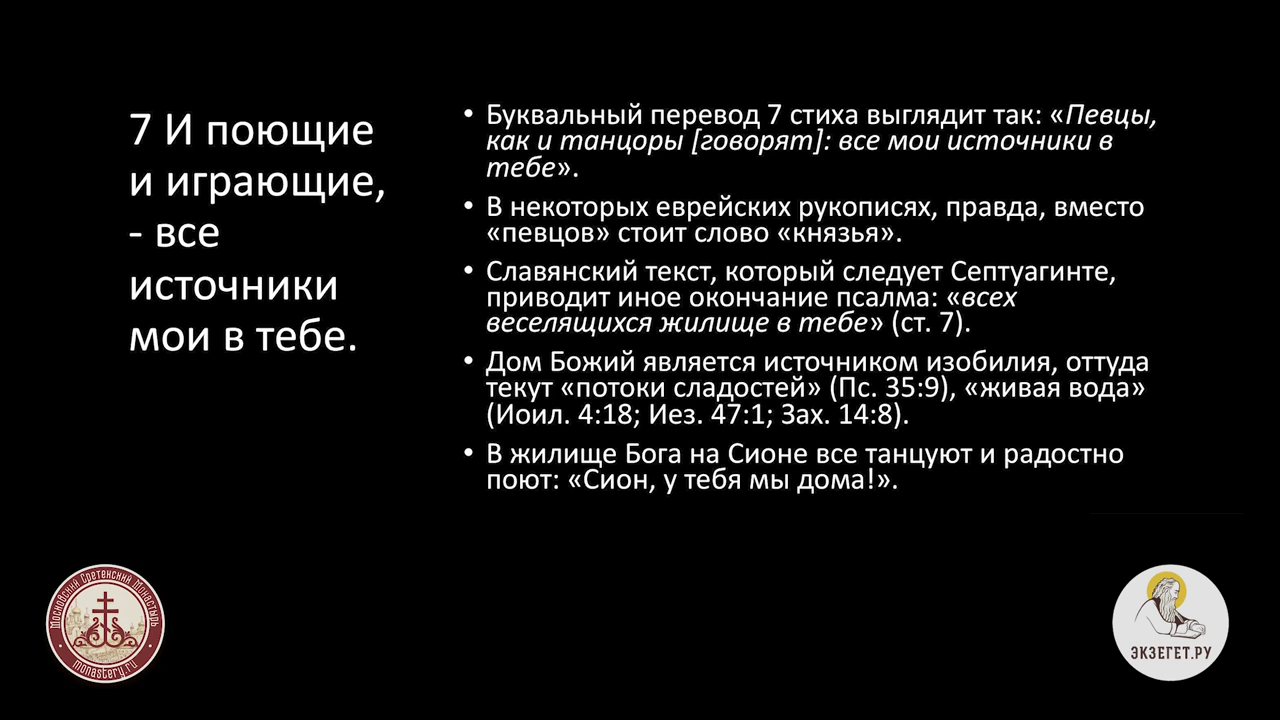 7 И поющие
и играющие,
- все
источники
мои в тебе.
• Буквальный перевод 7 стиха выглядит так: «Певцы,
как и танцоры [говорят]: все мои источники в
тебе».
• В некоторых еврейских рукописях, правда, вместо
«певцов» стоит слово «князья».
• Славянский текст, который следует Септуагинте,
приводит иное окончание псалма: «всех
веселящихся жилище в тебе» (ст. 7).
• Дом Божий является источником изобилия, оттуда
текут «потоки сладостей» (Пс. 35:9), «живая вода»
(Иоил. 4:18; Иез. 47:1; Зах. 14:8).
• В жилище Бога на Сионе все танцуют и радостно
поют: «Сион, у тебя мы дома!».
Московский Сретенский Монастырь
monastery.ru
ЭКЗЕГЕТ.РУ